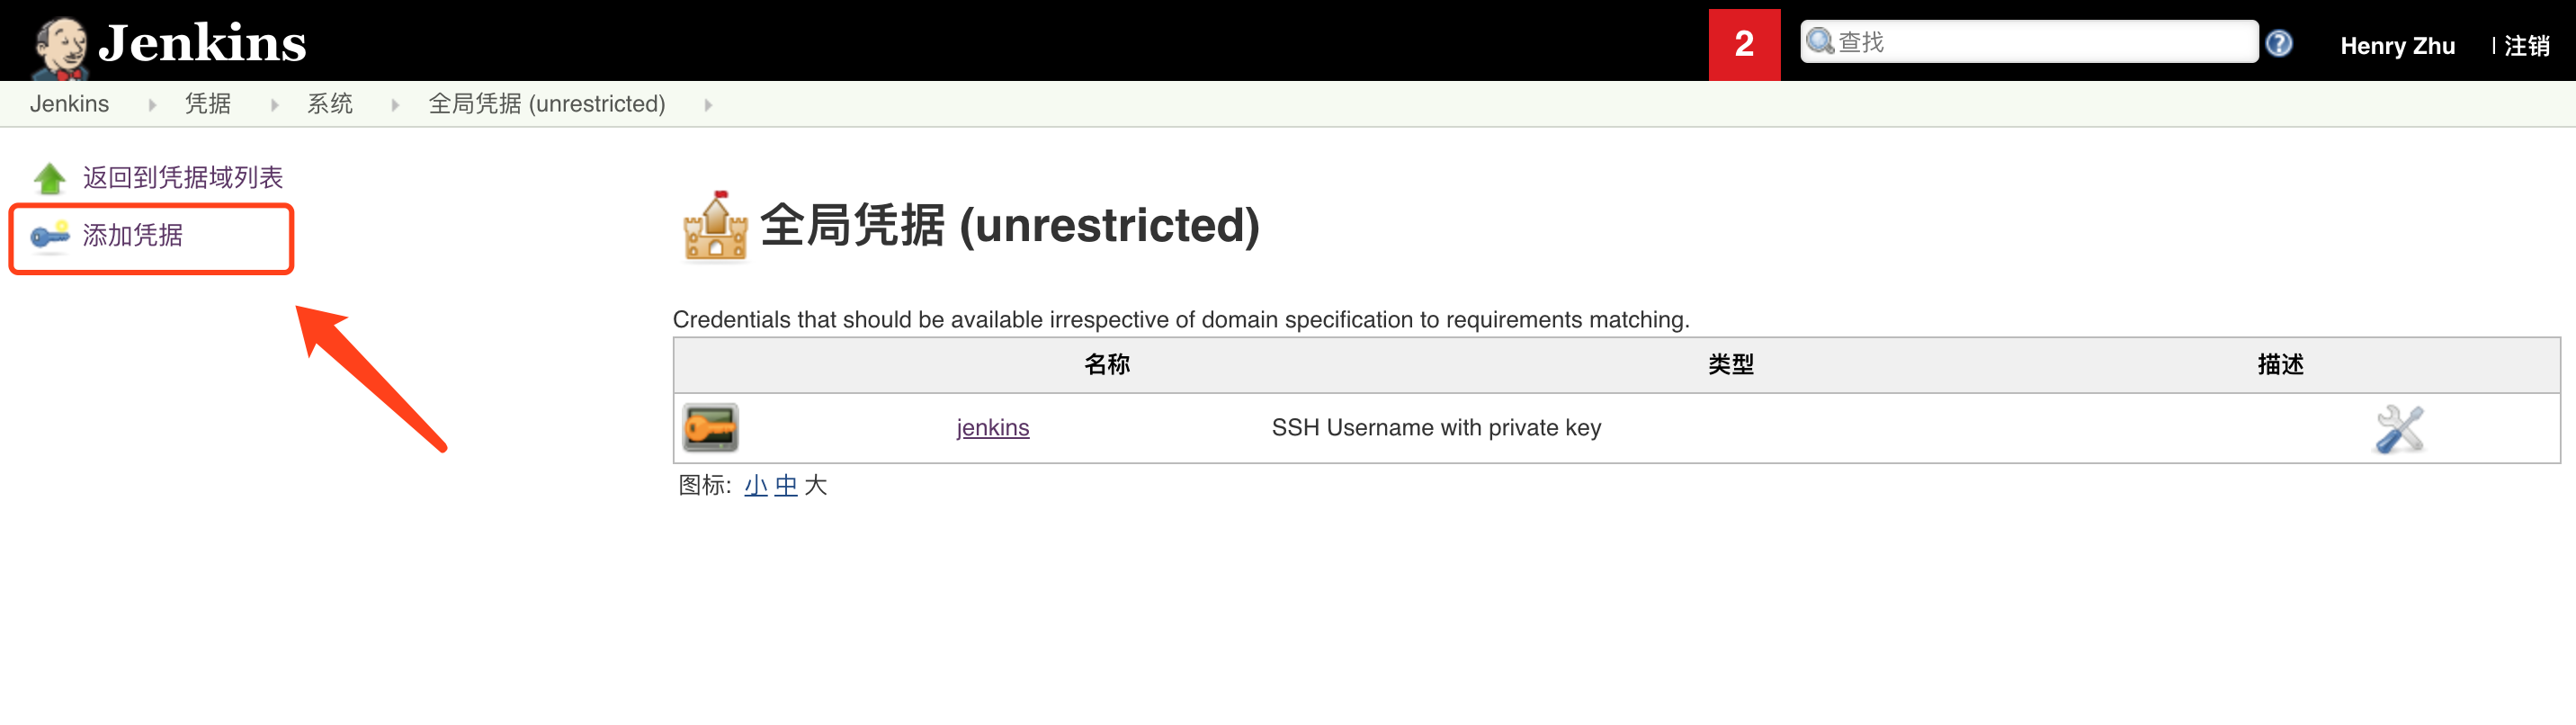 Jenkins
2
查找
Henry Zhu
| 注销
Jenkins 凭据 系统 全局凭据 (unrestricted)
返回到凭据域列表
添加凭据
全局凭据 (unrestricted)
Credentials that should be available irrespective of domain specification to requirements matching.
名称 类型 描述
jenkins SSH Username with private key
图标: 小 中 大